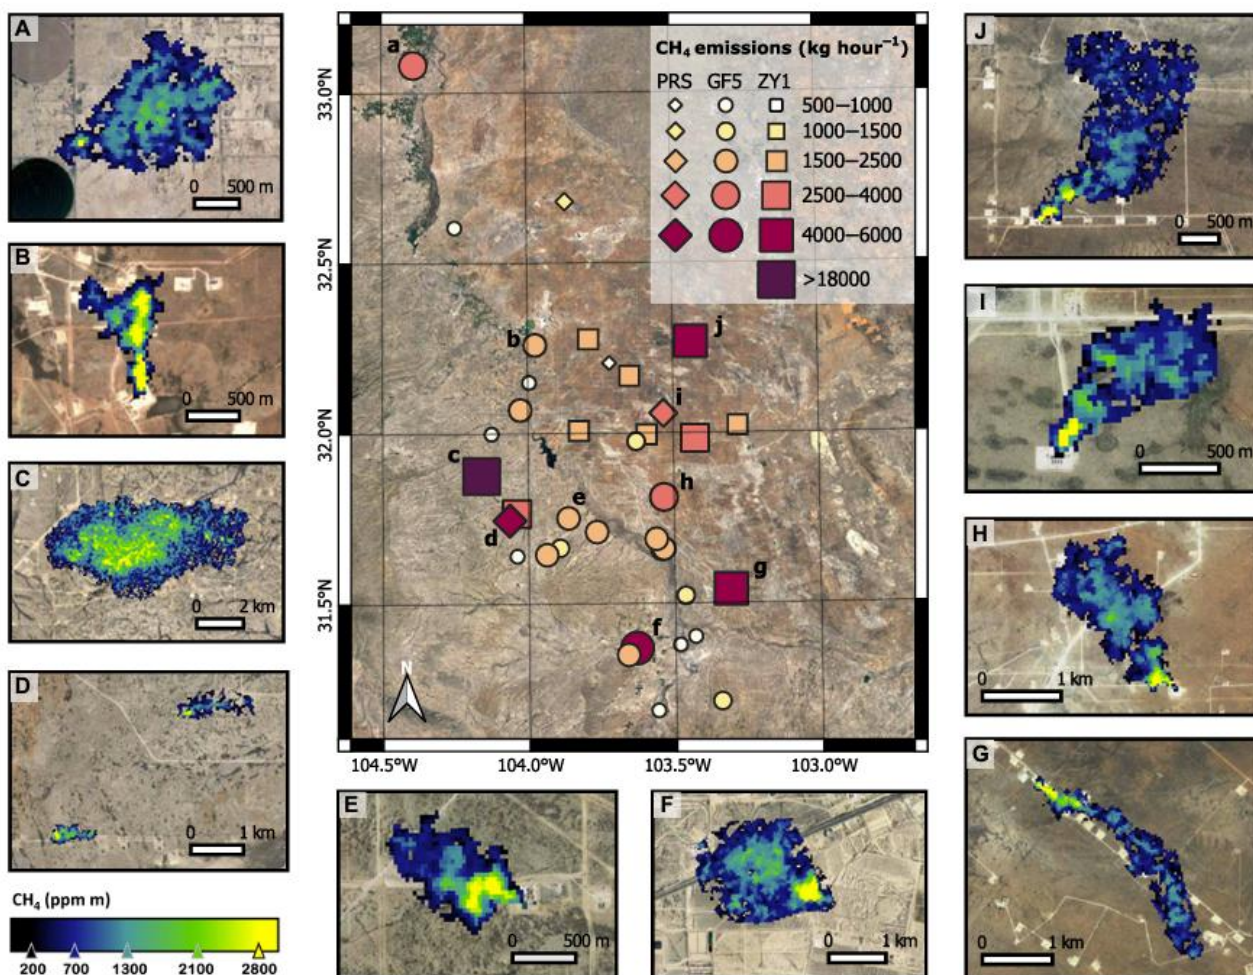 A
0 500 m
B
0 500 m
C
0 2 km
D
0 1 km
CH₄ (ppm m)
200 700 1300 2100 2800
a
CH₄ emissions (kg hour⁻¹)
PRS GF5 ZY1
500–1000
1000–1500
1500–2500
2500–4000
4000–6000
>18000
b
j
i
c
h
e
d
g
f
N
33.0°N
32.5°N
32.0°N
31.5°N
104.5°W 104.0°W 103.5°W 103.0°W
E
0 500 m
F
0 1 km
J
0 500 m
I
0 500 m
H
0 1 km
G
0 1 km